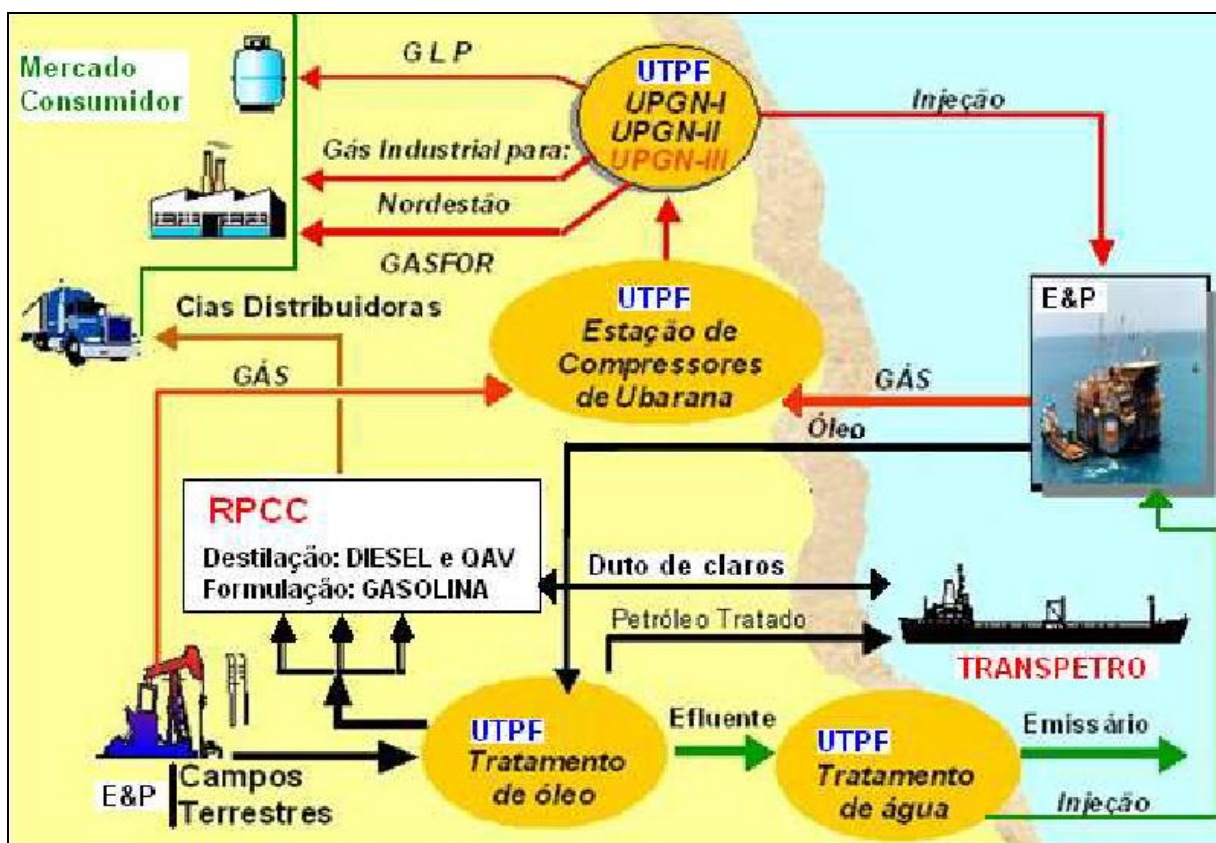 Mercado
Consumidor
GLP
UTPF
UPGN-I
UPGN-II
UPGN-III
Injeção
Gás Industrial para:
Nordestão
GASFOR
Cias Distribuidoras
UTPF
Estação de
Compressores
de Ubarana
E&P
GÁS
GÁS
Óleo
RPCC
Destilação: DIESEL e QAV
Formulação: GASOLINA
Duto de claros
Petróleo Tratado
TRANSPETRO
UTPF
Tratamento
de óleo
Efluente
UTPF
Tratamento
de água
Emissário
Injeção
E&P
Campos
Terrestres